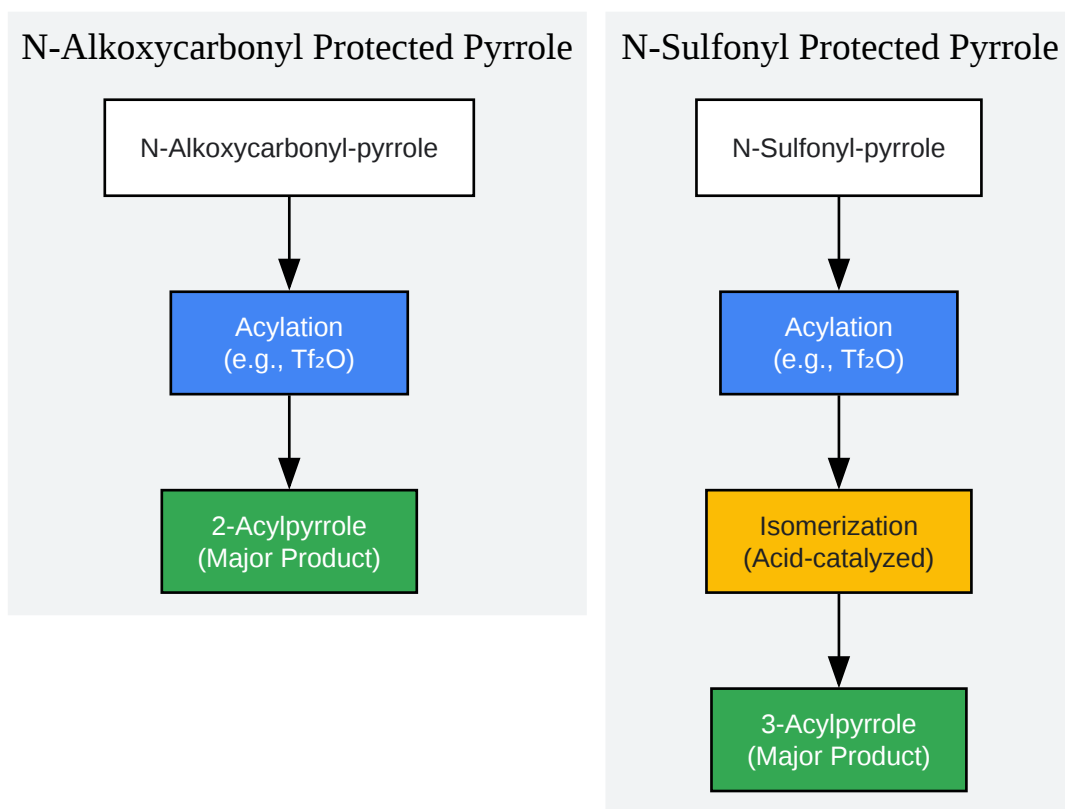 N-Alkoxycarbonyl Protected Pyrrole
N-Alkoxycarbonyl-pyrrole
Acylation
(e.g., Tf₂O)
2-Acylpyrrole
(Major Product)
N-Sulfonyl Protected Pyrrole
N-Sulfonyl-pyrrole
Acylation
(e.g., Tf₂O)
Isomerization
(Acid-catalyzed)
3-Acylpyrrole
(Major Product)